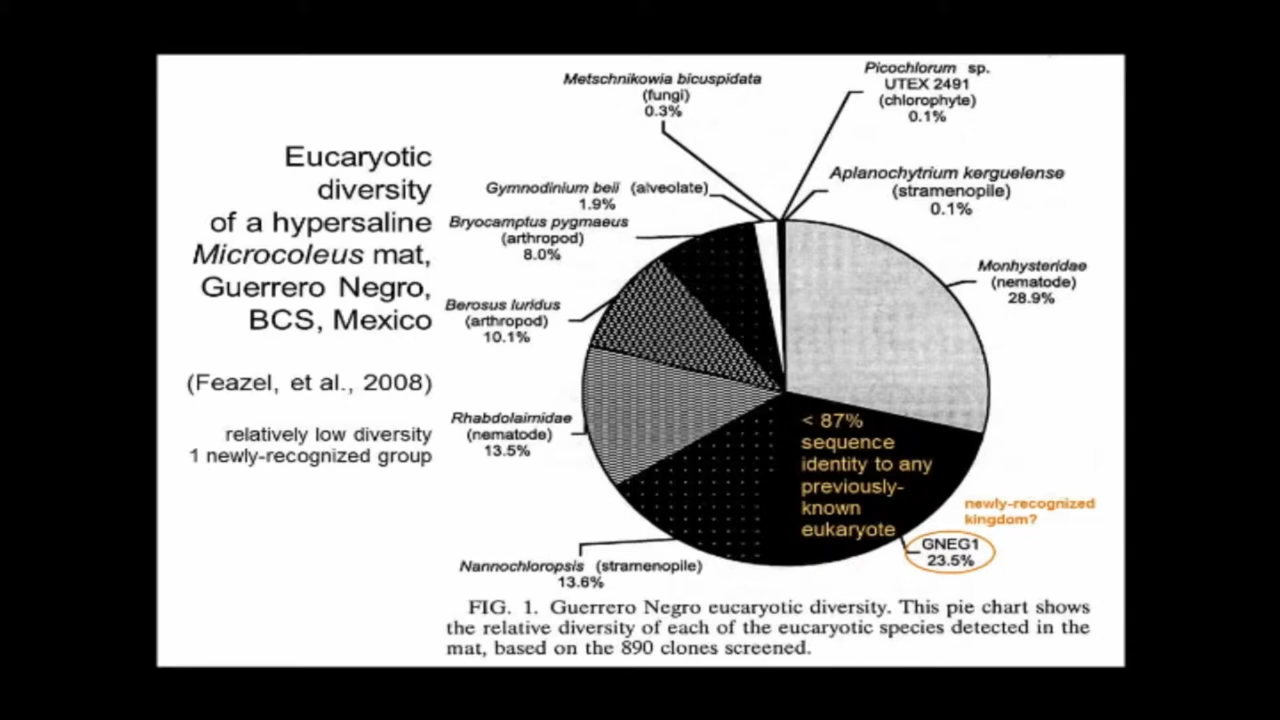 Eucaryotic
diversity
of a hypersaline
Microcoleus mat,
Guerrero Negro,
BCS, Mexico
(Feazel, et al., 2008)
relatively low diversity
1 newly-recognized group
Metschnikowia bicuspidata
(fungi)
0.3%
Picochlorum sp.
UTEX 2491
(chlorophyte)
0.1%
Gymnodinium beii (alveolate)
1.9%
Aplanochytrium kerguelense
(stramenopile)
0.1%
Bryocamptus pygmaeus
(arthropod)
8.0%
Monhysteridae
(nematode)
28.9%
Berosus luridus
(arthropod)
10.1%
Rhabdolaimidae
(nematode)
13.5%
< 87%
sequence
identity to any
previously-
known
eukaryote
newly-recognized
kingdom?
GNEG1
23.5%
Nannochloropsis (stramenopile)
13.6%
FIG. 1. Guerrero Negro eucaryotic diversity. This pie chart shows
the relative diversity of each of the eucaryotic species detected in the
mat, based on the 890 clones screened.